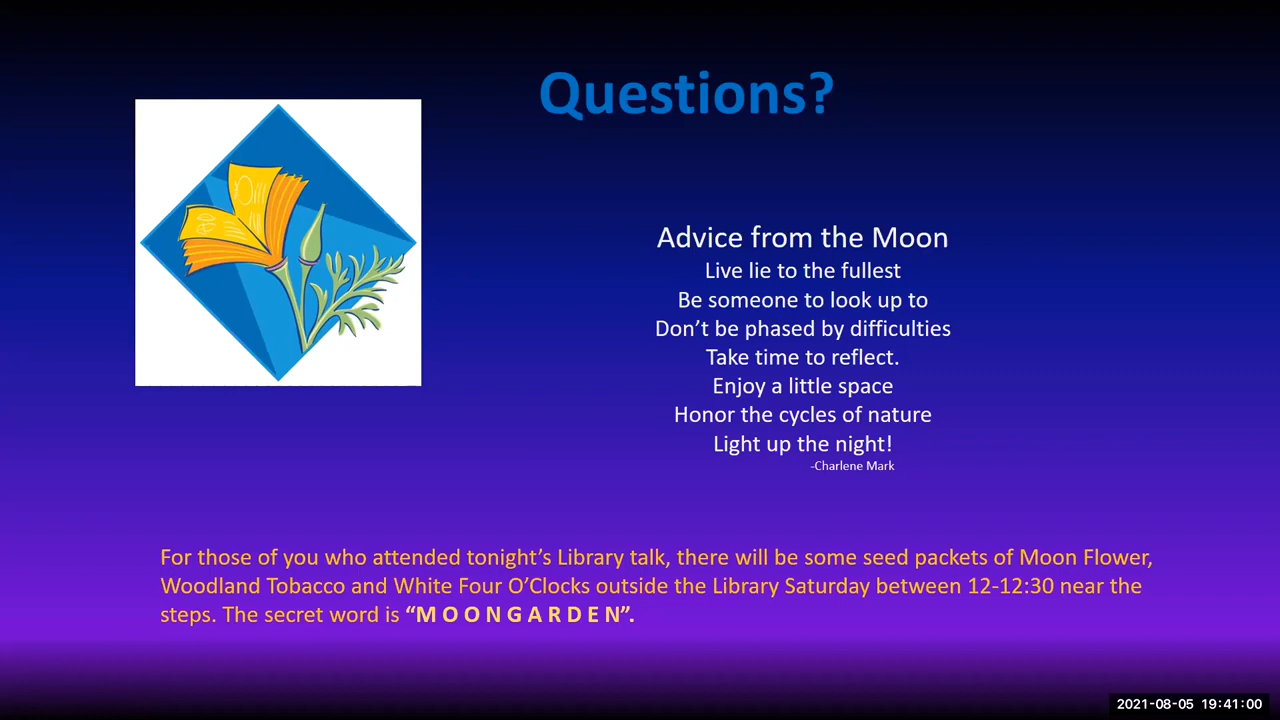 Questions?
Advice from the Moon
Live lie to the fullest
Be someone to look up to
Don’t be phased by difficulties
Take time to reflect.
Enjoy a little space
Honor the cycles of nature
Light up the night!
-Charlene Mark
For those of you who attended tonight’s Library talk, there will be some seed packets of Moon Flower,
Woodland Tobacco and White Four O’Clocks outside the Library Saturday between 12-12:30 near the
steps. The secret word is “M O O N G A R D E N”.
2021-08-05 19:41:00